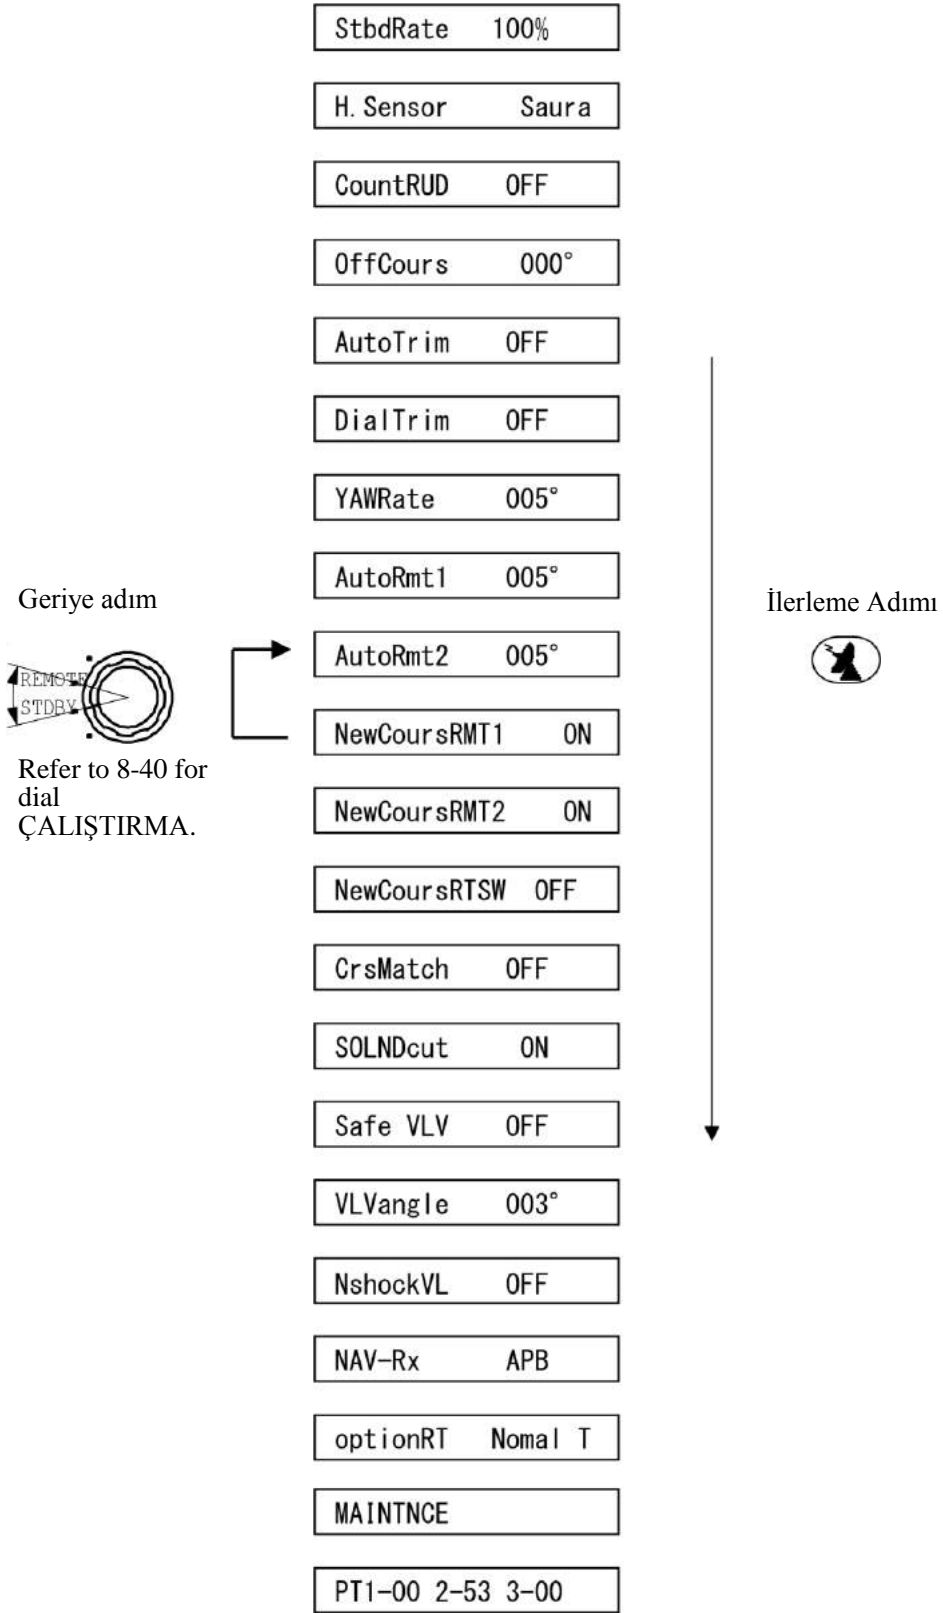 StbdRate 100%
H.Sensor Saura
CountRUD OFF
OffCours 000°
AutoTrim OFF
DialTrim OFF
YAWRate 005°
AutoRmt1 005°
Geriye adım
İlerleme Adımı
AutoRmt2 005°
REMOTE
STDBY
NewCoursRMT1 ON
Refer to 8-40 for
dial
ÇALIŞTIRMA.
NewCoursRMT2 ON
NewCoursRTSW OFF
CrsMatch OFF
SOLNDcut ON
Safe VLV OFF
VLVangle 003°
NshockVL OFF
NAV-Rx APB
optionRT Nomal T
MAINTNCE
PT1-00 2-53 3-00